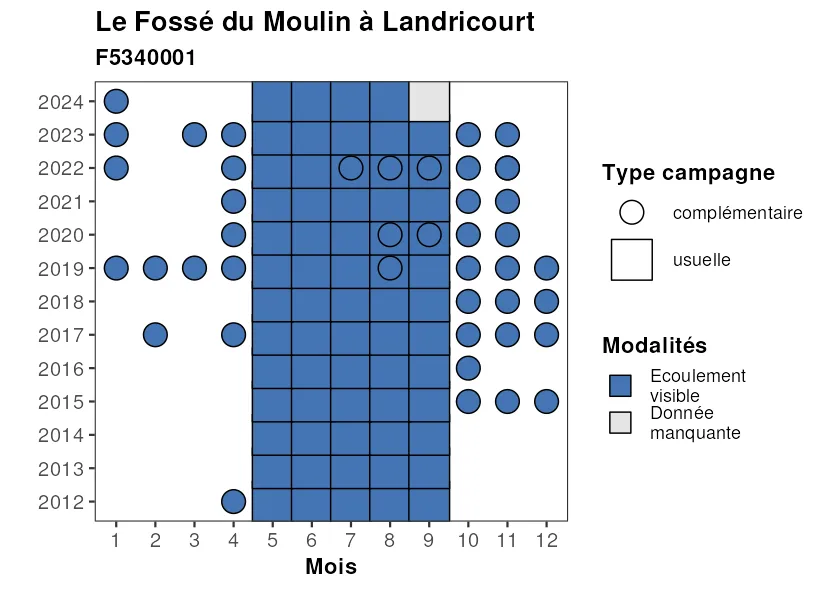 Le Fossé du Moulin à Landricourt
F5340001
2024
2023
2022
2021
2020
2019
2018
2017
2016
2015
2014
2013
2012
1 2 3 4 5 6 7 8 9 10 11 12
Mois
Type campagne
complémentaire
usuelle
Modalités
Ecoulement
visible
Donnée
manquante